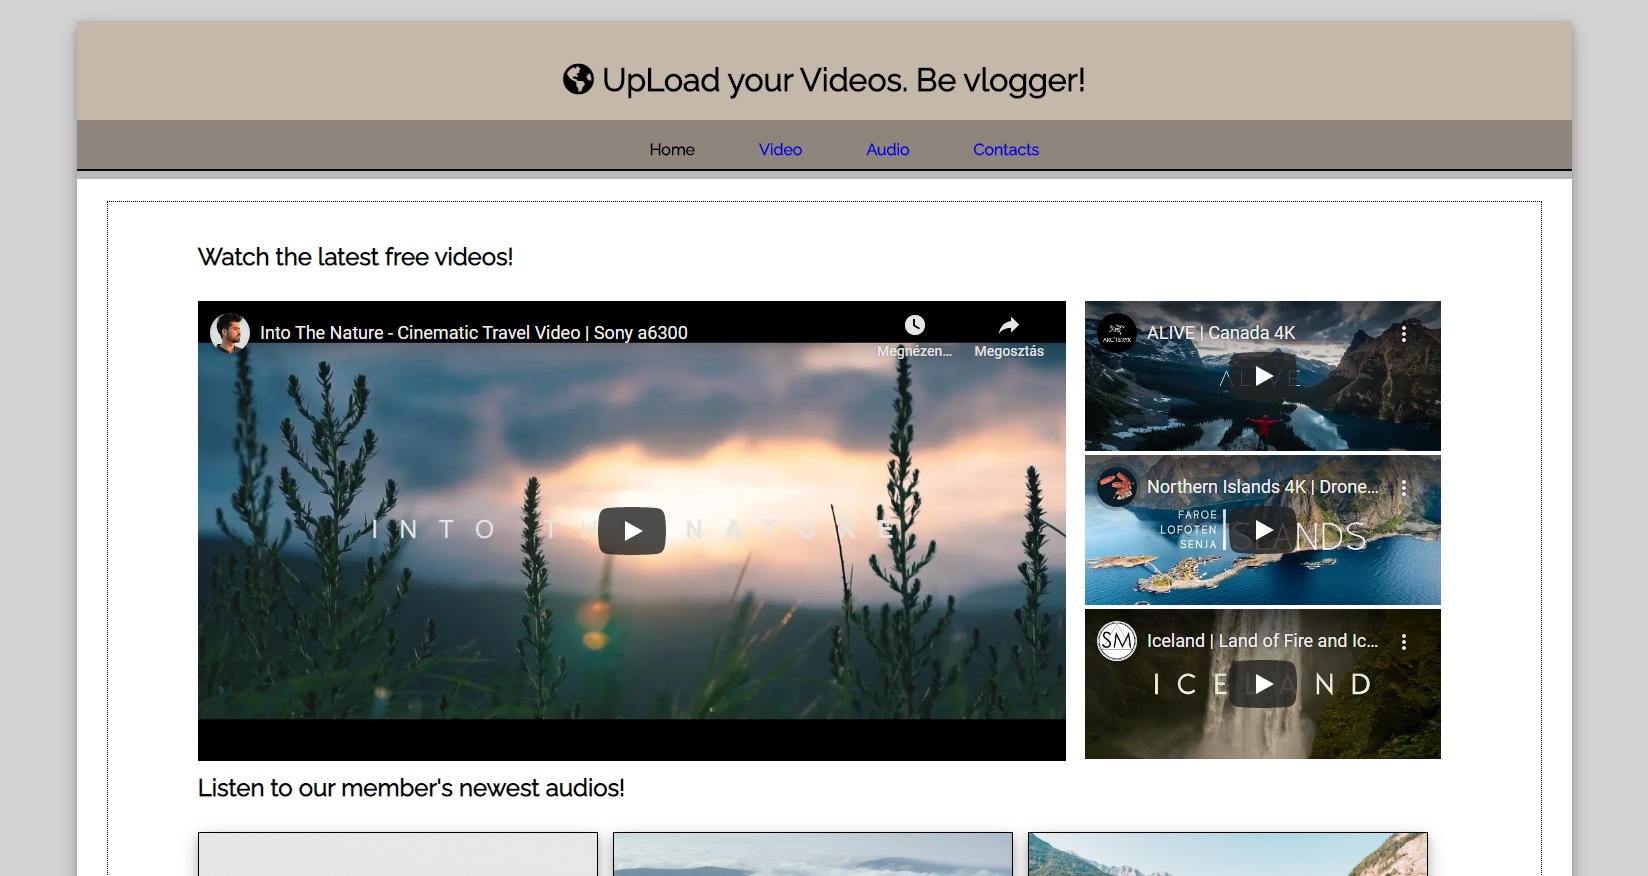 UpLoad your Videos. Be vlogger!
Home Video Audio Contacts
Watch the latest free videos!
Into The Nature - Cinematic Travel Video | Sony a6300
Megnézen... Megosztás
INTO THE NATURE
ARC'TERYX
ALIVE | Canada 4K
ALIVE
Northern Islands 4K | Drone...
FAROE
LOFOTEN
SENJA
ISLANDS
SM
Iceland | Land of Fire and Ic...
ICELAND
Listen to our member's newest audios!